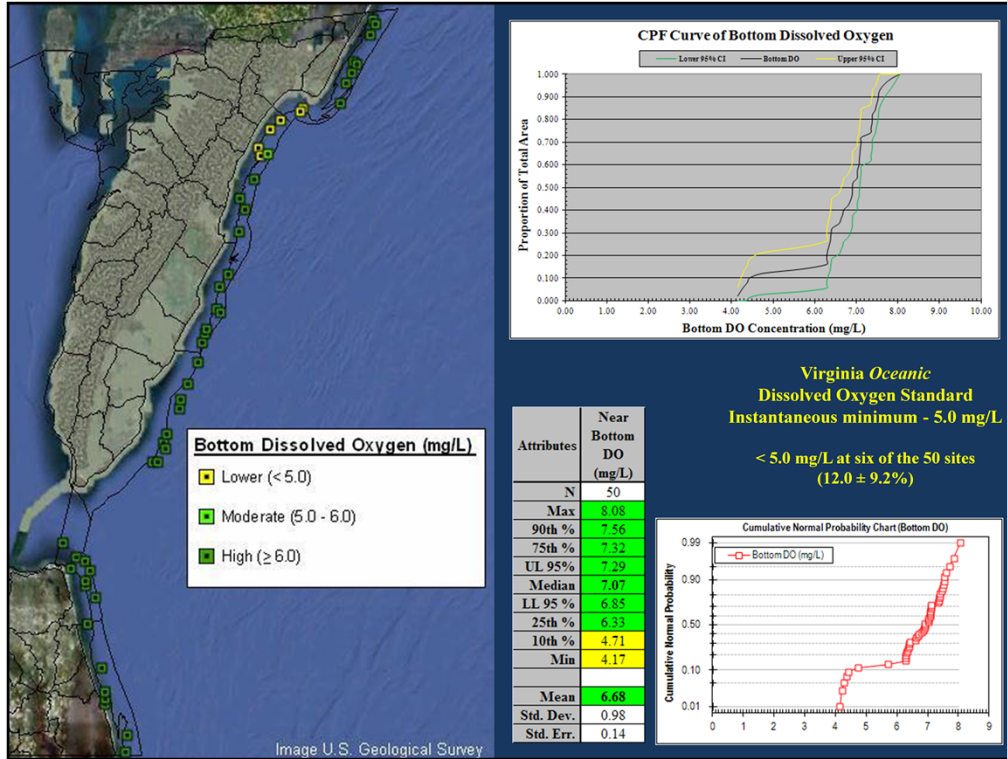 Bottom Dissolved Oxygen (mg/L)
Lower (< 5.0)
Moderate (5.0 - 6.0)
High (≥ 6.0)
Image U.S. Geological Survey
CPF Curve of Bottom Dissolved Oxygen
Lower 95% CI Bottom DO Upper 95% CI
Proportion of Total Area
1.000
0.900
0.800
0.700
0.600
0.500
0.400
0.300
0.200
0.100
0.000
0.00 1.00 2.00 3.00 4.00 5.00 6.00 7.00 8.00 9.00 10.00
Bottom DO Concentration (mg/L)
Virginia Oceanic
Dissolved Oxygen Standard
Instantaneous minimum - 5.0 mg/L
< 5.0 mg/L at six of the 50 sites
(12.0 ± 9.2%)
Attributes Near Bottom DO (mg/L)
N 50
Max 8.08
90th % 7.56
75th % 7.32
UL 95% 7.29
Median 7.07
LL 95 % 6.85
25th % 6.33
10th % 4.71
Min 4.17
Mean 6.68
Std. Dev. 0.98
Std. Err. 0.14
Cumulative Normal Probability Chart (Bottom DO)
Bottom DO (mg/L)
Cumulative Normal Probability
0.99
0.90
0.50
0.10
0.01
0 1 2 3 4 5 6 7 8 9